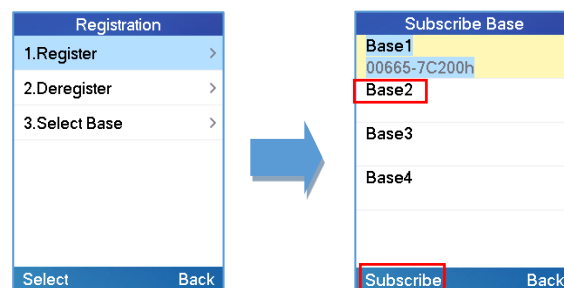 Registration
1.Register
2.Deregister
3.Select Base
Select Back
Subscribe Base
Base1
00665-7C200h
Base2
Base3
Base4
Subscribe Back